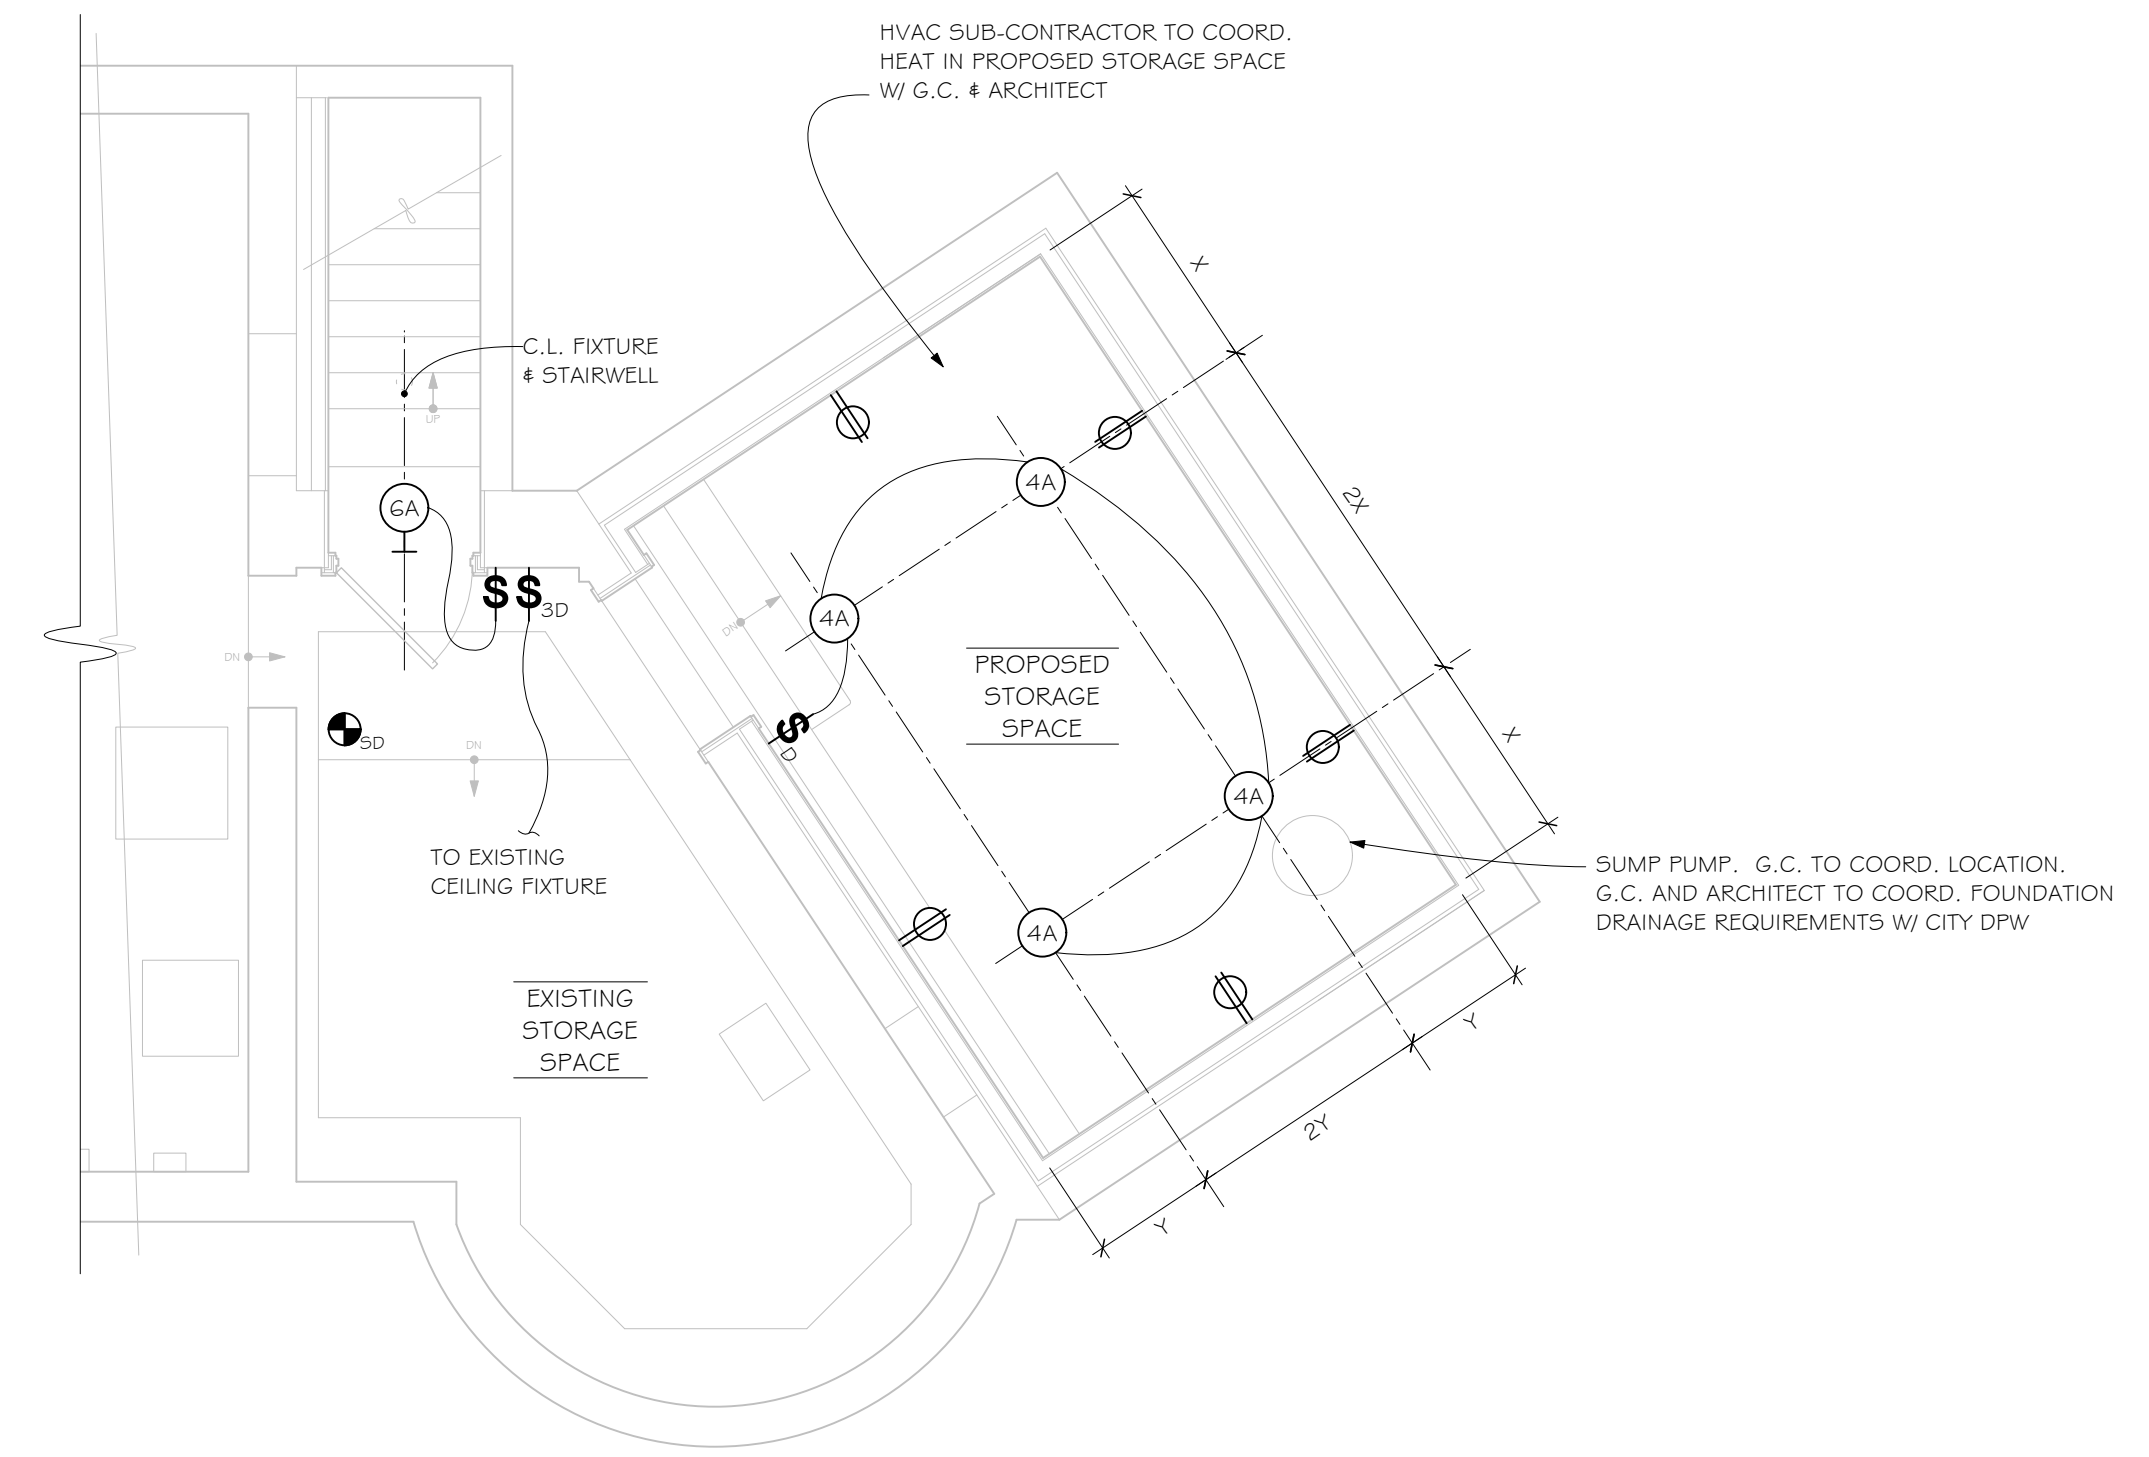 HVAC SUB-CONTRACTOR TO COORD.
HEAT IN PROPOSED STORAGE SPACE
W/ G.C. & ARCHITECT
X
C.L. FIXTURE
& STAIRWELL
UP
4A
2X
6A
S S 3D
4A
DN
DN
PROPOSED
STORAGE
SPACE
S
D
SD
DN
X
4A
TO EXISTING
CEILING FIXTURE
SUMP PUMP. G.C. TO COORD. LOCATION.
G.C. AND ARCHITECT TO COORD. FOUNDATION
DRAINAGE REQUIREMENTS W/ CITY DPW
4A
EXISTING
STORAGE
SPACE
Y
2Y
Y